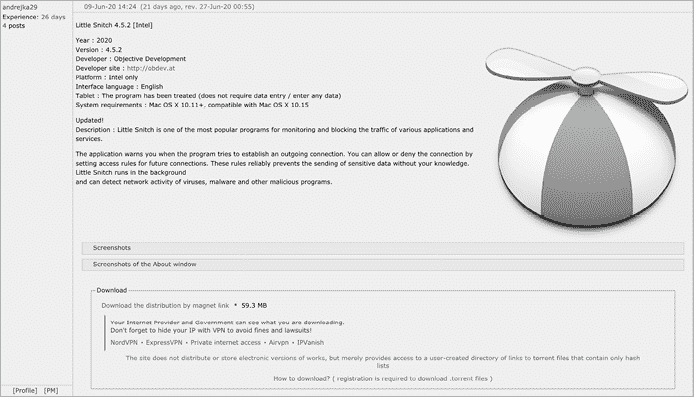 andrejka29
Experience: 26 days
4 posts
09-Jun-20 14:24 (21 days ago, rev. 27-Jun-20 00:55)
Little Snitch 4.5.2 [Intel]
Year : 2020
Version : 4.5.2
Developer : Objective Development
Developer site : http://obdev.at
Platform : Intel only
Interface language : English
Tablet : The program has been treated (does not require data entry / enter any data)
System requirements : Mac OS X 10.11+, compatible with Mac OS X 10.15
Updated!
Description : Little Snitch is one of the most popular programs for monitoring and blocking the traffic of various applications and
services.
The application warns you when the program tries to establish an outgoing connection. You can allow or deny the connection by
setting access rules for future connections. These rules reliably prevents the sending of sensitive data without your knowledge.
Little Snitch runs in the background
and can detect network activity of viruses, malware and other malicious programs.
Screenshots
Screenshots of the About window
Download
Download the distribution by magnet link * 59.3 MB
Your Internet Provider and Government can see what you are downloading.
Don't forget to hide your IP with VPN to avoid fines and lawsuits!
NordVPN • ExpressVPN • Private internet access • Airvpn • IPVanish
The site does not distribute or store electronic versions of works, but merely provides access to a user-created directory of links to torrent files that contain only hash
lists
How to download? ( registration is required to download .torrent files )
[Profile] [PM]